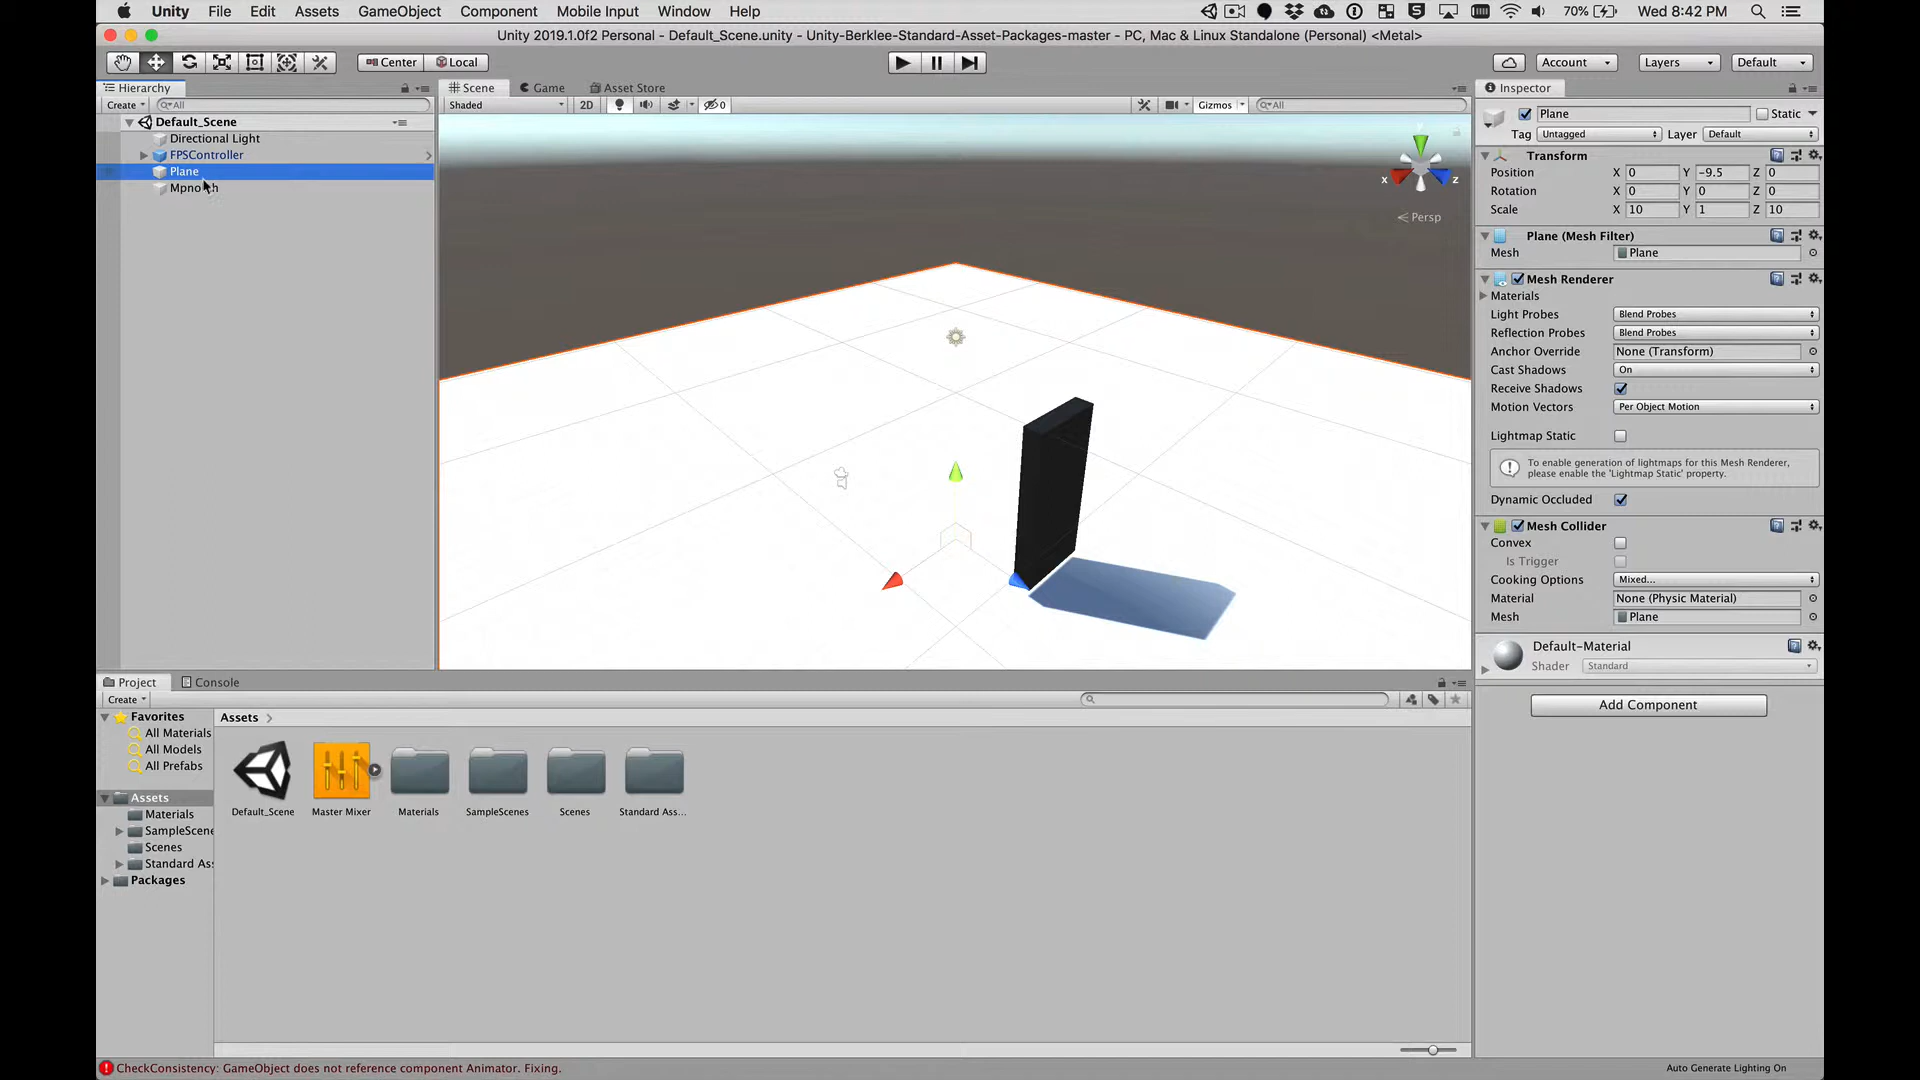 Unity File Edit Assets GameObject Component Mobile Input Window Help 70% Wed 8:42 PM
Unity 2019.1.0f2 Personal - Default_Scene.unity - Unity-Berklee-Standard-Asset-Packages-master - PC, Mac & Linux Standalone (Personal) <Metal>
Center Local Account Layers Default
Hierarchy
Create All
Default_Scene
Directional Light
FPSController
Plane
Scene Game Asset Store
Shaded 2D 0 Gizmos All
y
x z
Persp
Inspector
Plane Static
Tag Untagged Layer Default
Transform
Position X 0 Y -9.5 Z 0
Rotation X 0 Y 0 Z 0
Scale X 10 Y 1 Z 10
Plane (Mesh Filter)
Mesh Plane
Mesh Renderer
Materials
Light Probes Blend Probes
Reflection Probes Blend Probes
Anchor Override None (Transform)
Cast Shadows On
Receive Shadows
Motion Vectors Per Object Motion
Lightmap Static
To enable generation of lightmaps for this Mesh Renderer,
please enable the 'Lightmap Static' property.
Dynamic Occluded
Mesh Collider
Convex
Is Trigger
Cooking Options Mixed...
Material None (Physic Material)
Mesh Plane
Default-Material
Shader Standard
Add Component
Project Console
Create
Favorites
All Materials
All Models
All Prefabs
Assets
Materials
SampleScene
Scenes
Standard Ass
Packages
Assets
Default_Scene Master Mixer Materials SampleScenes Scenes Standard Ass...
CheckConsistency: GameObject does not reference component Animator. Fixing.
Auto Generate Lighting On